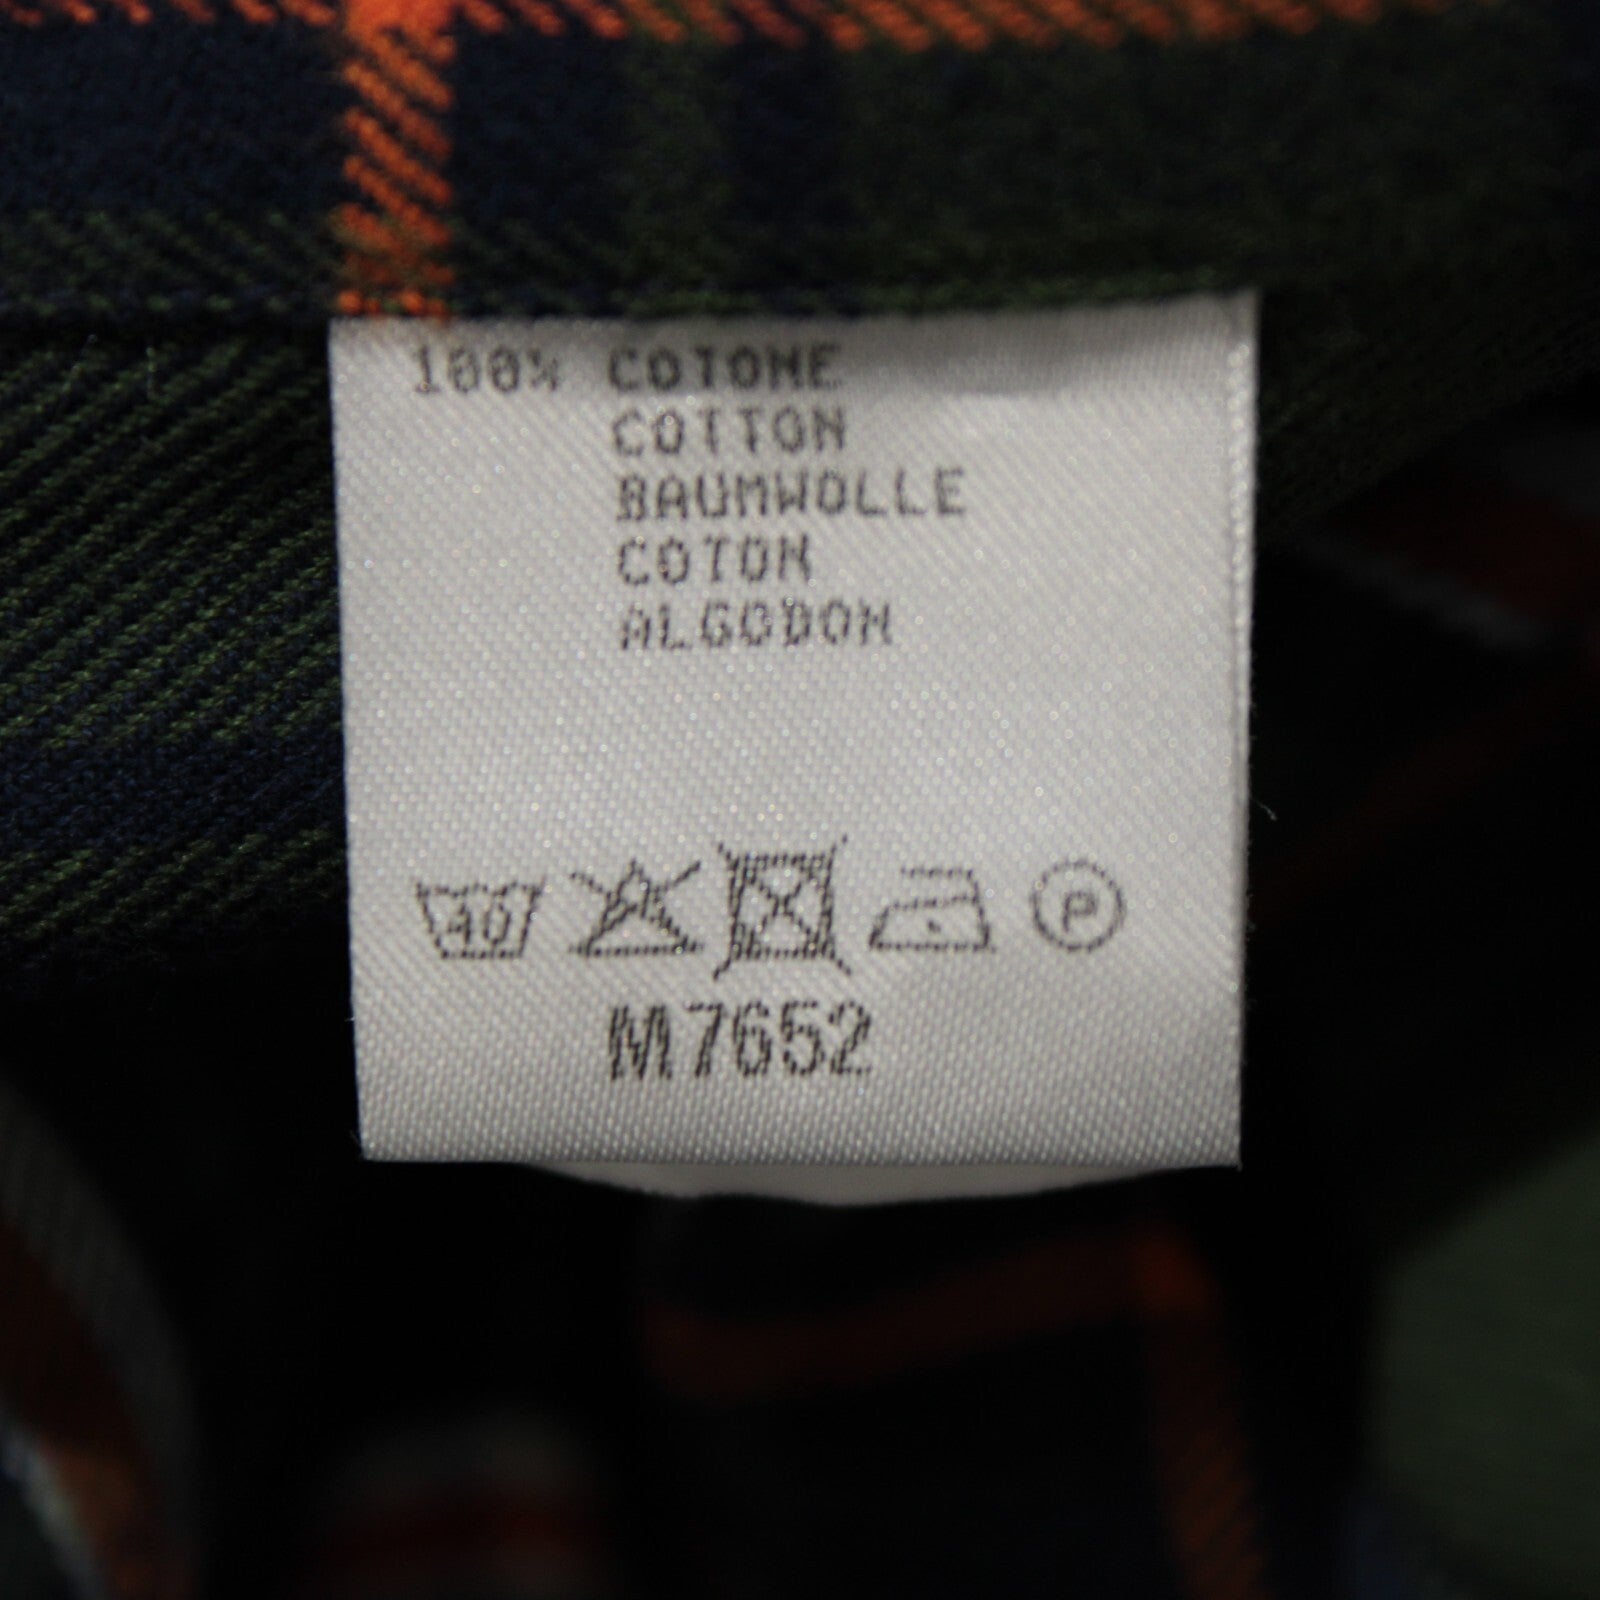 100% COTONE
COTTON
BAUMWOLLE
COTON
ALGODON
40 P
M7652